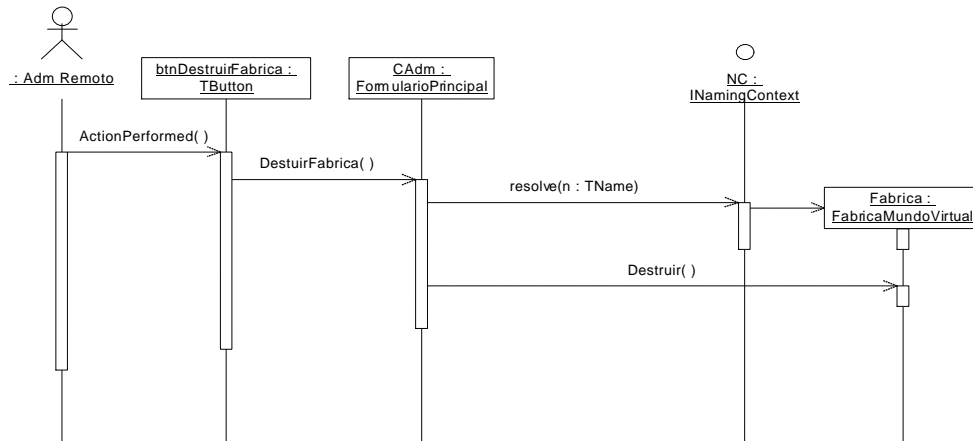 : Adm Remoto
btnDestruirFabrica :
TButton
CAdm :
FormularioPrincipal
NC :
INamingContext
ActionPerformed( )
DestuirFabrica( )
resolve(n : TName)
Fabrica :
FabricaMundoVirtual
Destruir( )